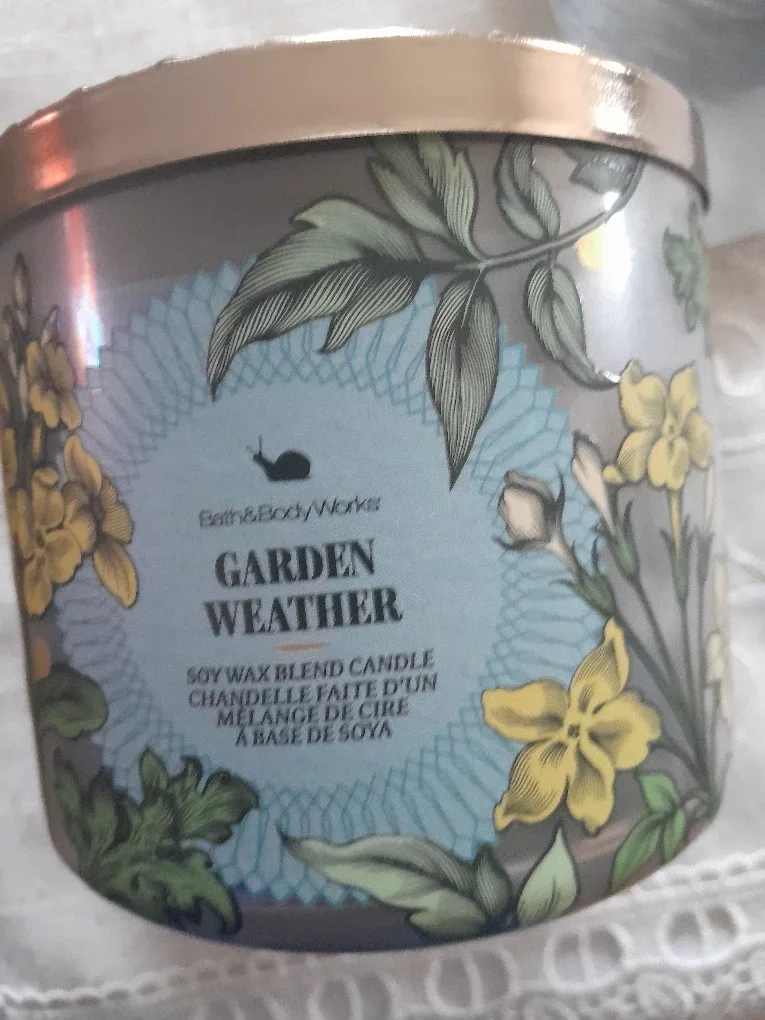 Bath&BodyWorks®
GARDEN
WEATHER
SOY WAX BLEND CANDLE
CHANDELLE FAITE D'UN
MÉLANGE DE CIRE
À BASE DE SOYA